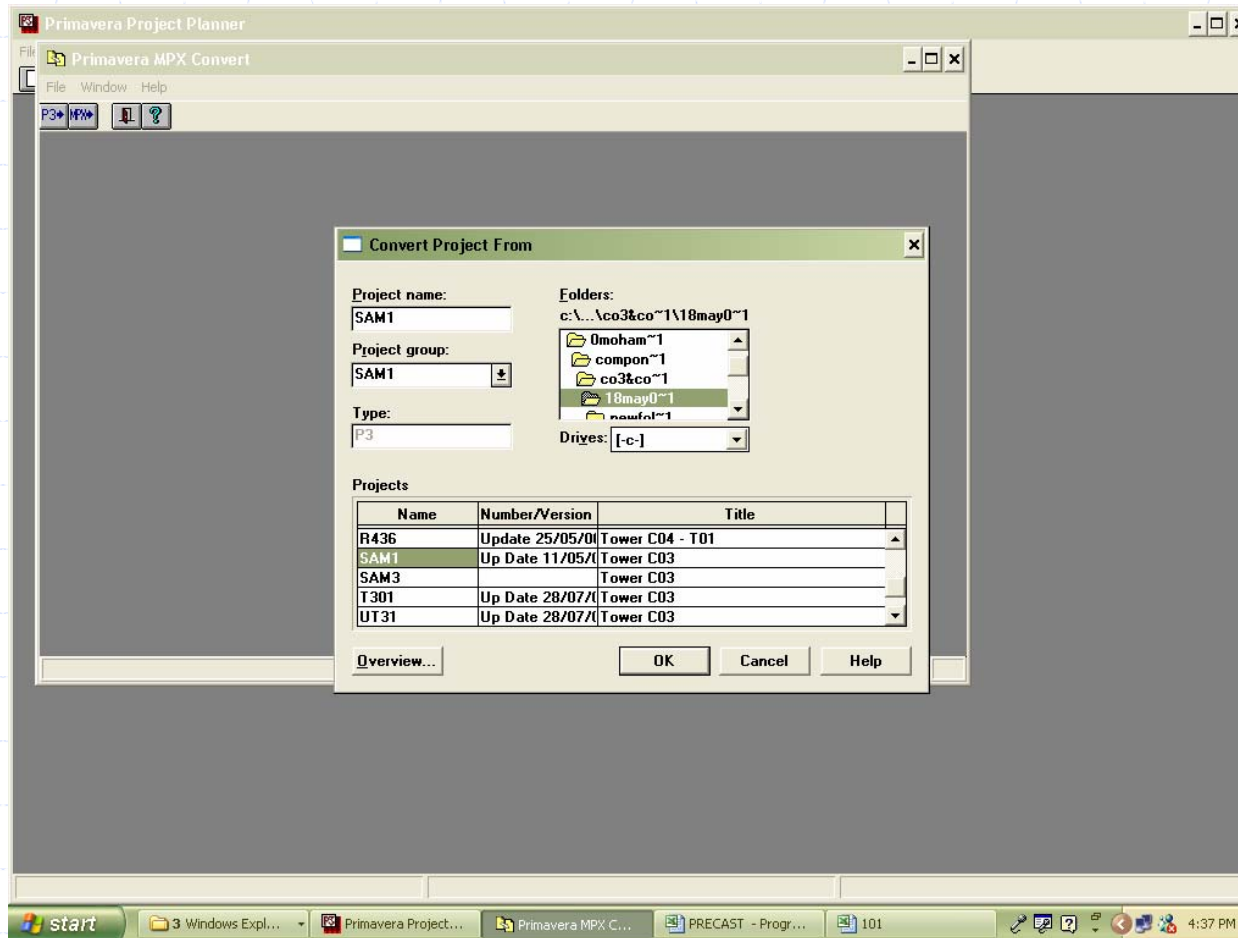 Primavera Project Planner
Primavera MPX Convert
File Window Help
P3 MPX
Convert Project From
Project name:
SAM1
Project group:
SAM1
Type:
P3
Folders:
c:\...\co3&co~1\18may0~1
0moham~1
compon~1
co3&co~1
18may0~1
newfol~1
Drives: [-c-]
Projects
Name Number/Version Title
R436 Update 25/05/0 Tower C04 - T01
SAM1 Up Date 11/05/ Tower C03
SAM3 Tower C03
T301 Up Date 28/07/ Tower C03
UT31 Up Date 28/07/ Tower C03
Overview... OK Cancel Help
start 3 Windows Expl... Primavera Project... Primavera MPX C... PRECAST - Progr... 101 4:37 PM